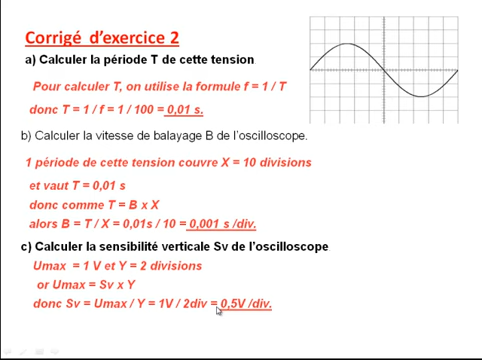 Corrigé d'exercice 2
a) Calculer la période T de cette tension
Pour calculer T, on utilise la formule f = 1 / T
donc T = 1 / f = 1 / 100 = 0,01 s.
b) Calculer la vitesse de balayage B de l'oscilloscope.
1 période de cette tension couvre X = 10 divisions
et vaut T = 0,01 s
donc comme T = B x X
alors B = T / X = 0,01s / 10 = 0,001 s /div.
c) Calculer la sensibilité verticale Sv de l'oscilloscope
Umax = 1 V et Y = 2 divisions
or Umax = Sv x Y
donc Sv = Umax / Y = 1V / 2div = 0,5V /div.